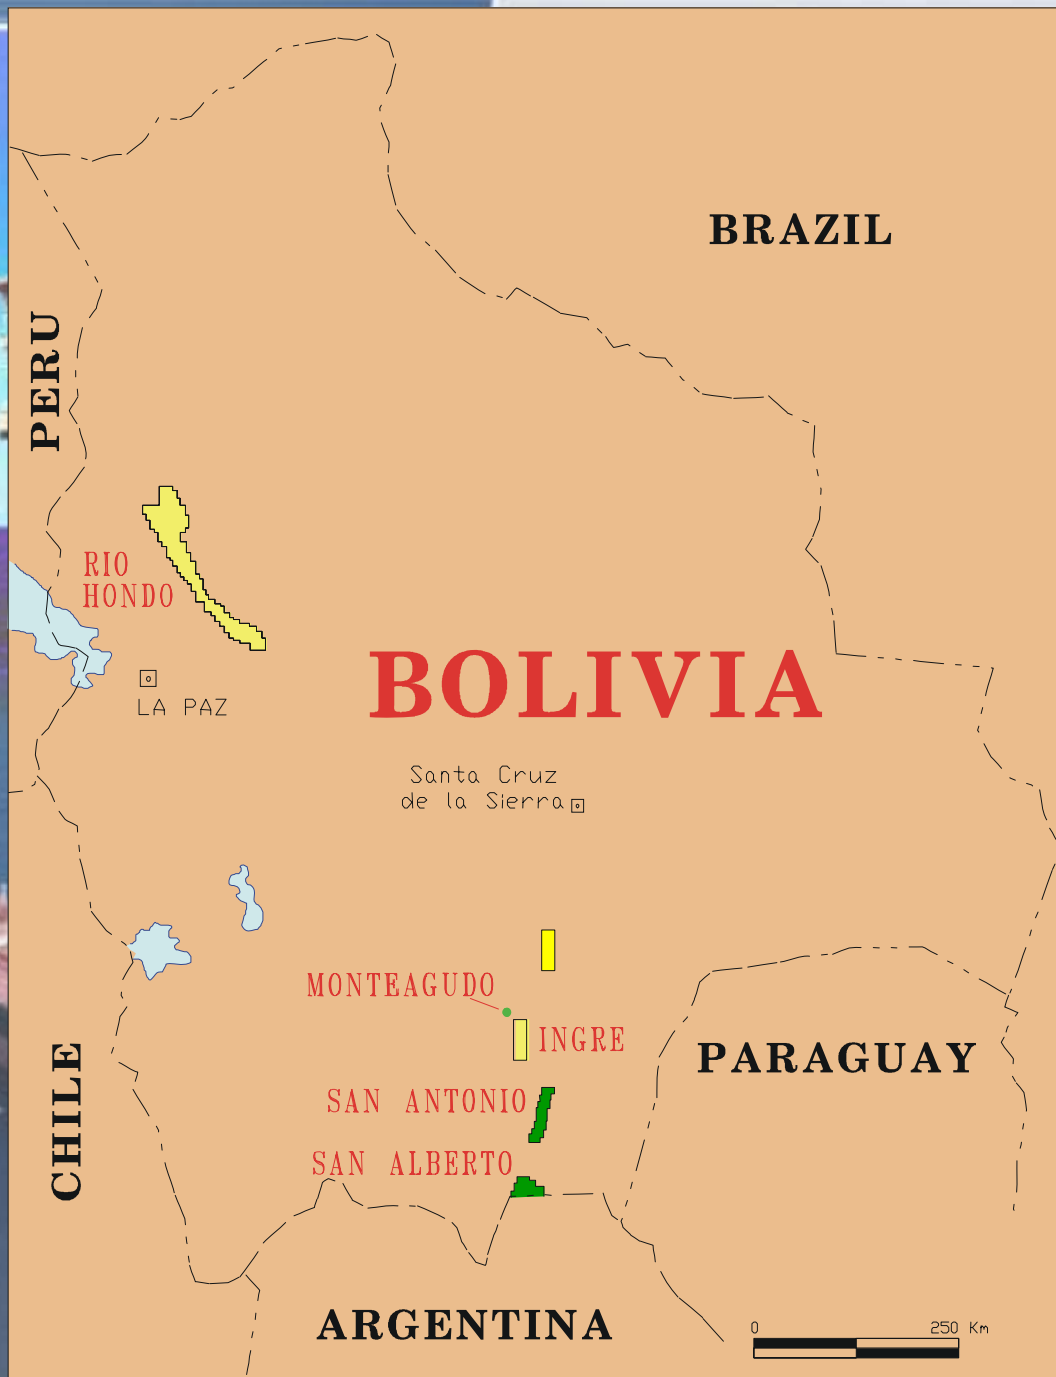 BRAZIL
PERU
RIO
HONDO
BOLIVIA
LA PAZ
Santa Cruz
de la Sierra
MONTEAGUDO
INGRE
PARAGUAY
CHILE
SAN ANTONIO
SAN ALBERTO
ARGENTINA
0 250 Km